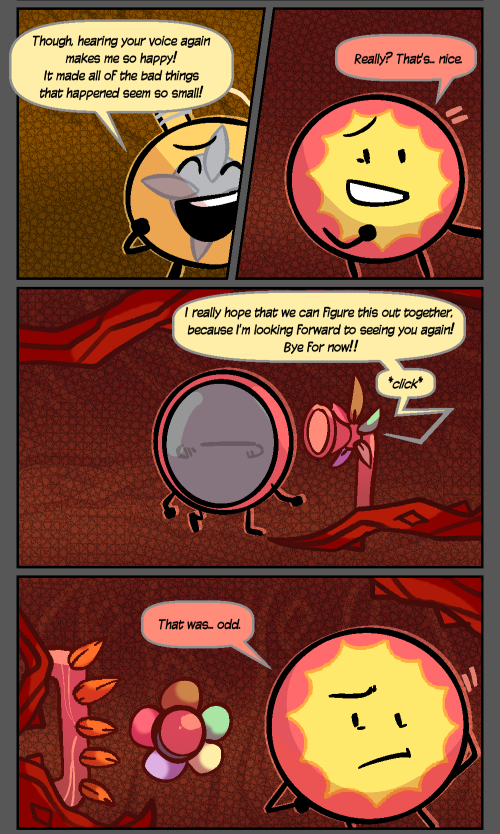 Though, hearing your voice again
makes me so happy!
It made all of the bad things
that happened seem so small!
Really? That's... nice.
I really hope that we can figure this out together,
because I'm looking forward to seeing you again!
Bye for now!!
*click*
That was... odd.